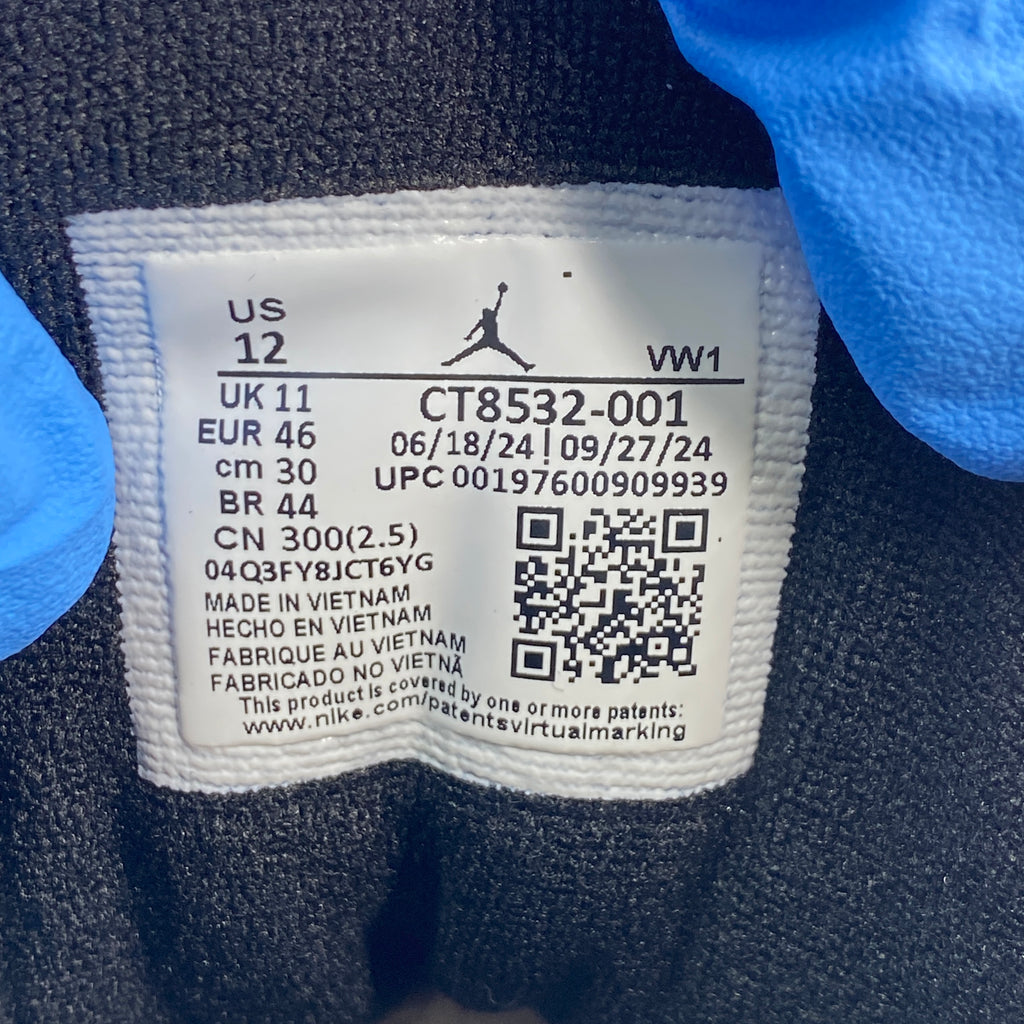 US
12
VW1
UK 11
EUR 46
cm 30
BR 44
CN 300(2.5)
CT8532-001
06/18/24 | 09/27/24
UPC 00197600909939
04Q3FY8JCT6YG
MADE IN VIETNAM
HECHO EN VIETNAM
FABRIQUE AU VIETNAM
FABRICADO NO VIETNÃ
This product is covered by one or more patents:
www.nike.com/patentsvirtualmarking